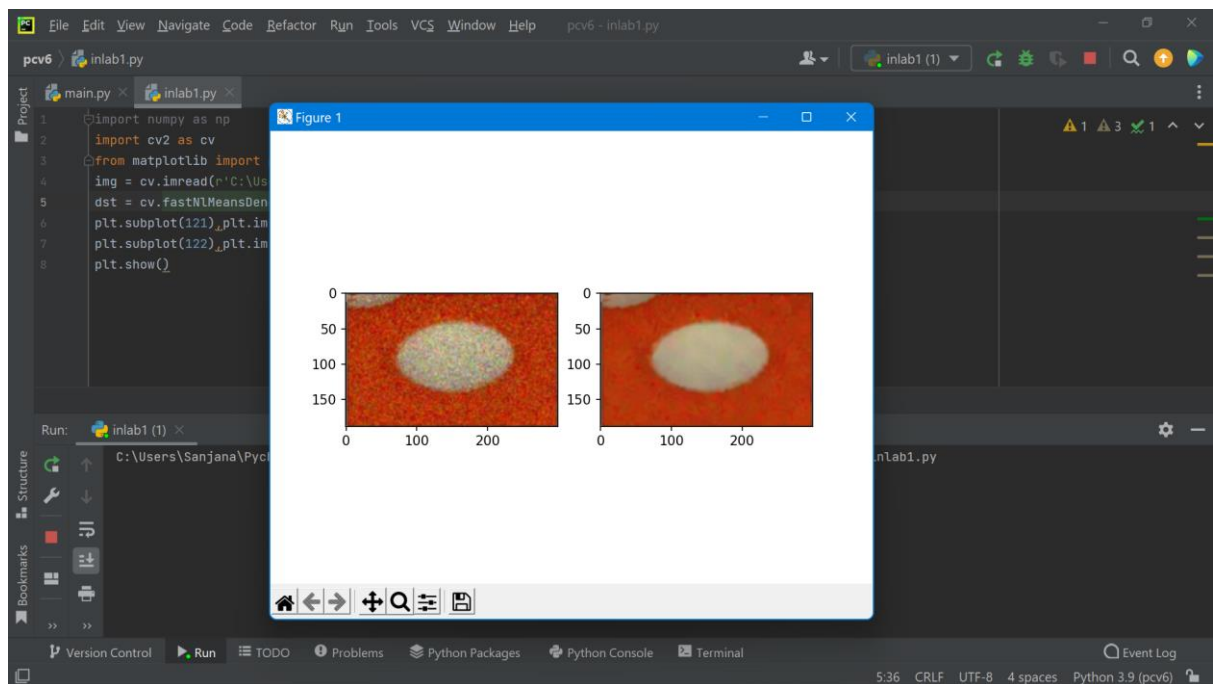 File Edit View Navigate Code Refactor Run Tools VCS Window Help pcv6 - inlab1.py
pcv6 inlab1.py inlab1 (1)
Project
main.py inlab1.py
1 import numpy as np
2 import cv2 as cv
3 from matplotlib import
4 img = cv.imread(r'C:\Us
5 dst = cv.fastNlMeansDen
6 plt.subplot(121),plt.im
7 plt.subplot(122),plt.im
8 plt.show()
1 3 1
Figure 1
0 0
50 50
100 100
150 150
0 100 200 0 100 200
Run: inlab1 (1)
C:\Users\Sanjana\Pyc nlab1.py
Structure
Bookmarks
Version Control Run TODO Problems Python Packages Python Console Terminal Event Log
5:36 CRLF UTF-8 4 spaces Python 3.9 (pcv6)